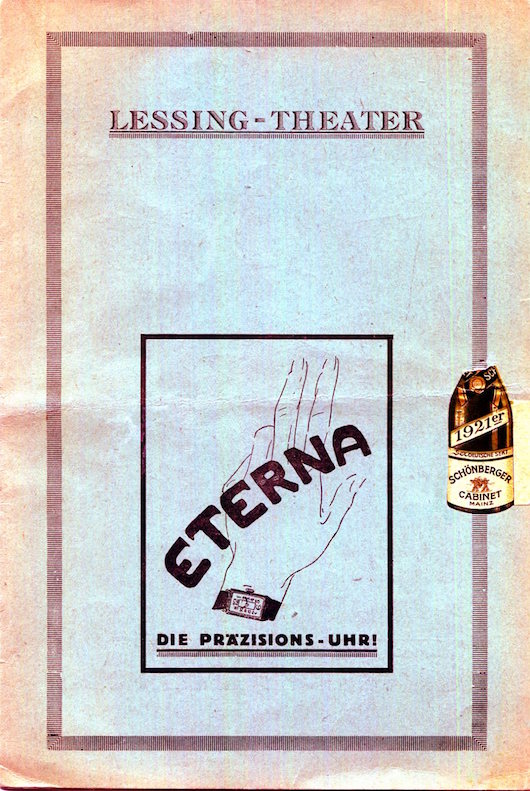 LESSING-THEATER
ETERNA
DIE PRÄZISIONS-UHR!
1921er
SCHÖNBERGER
CABINET
MAINZ